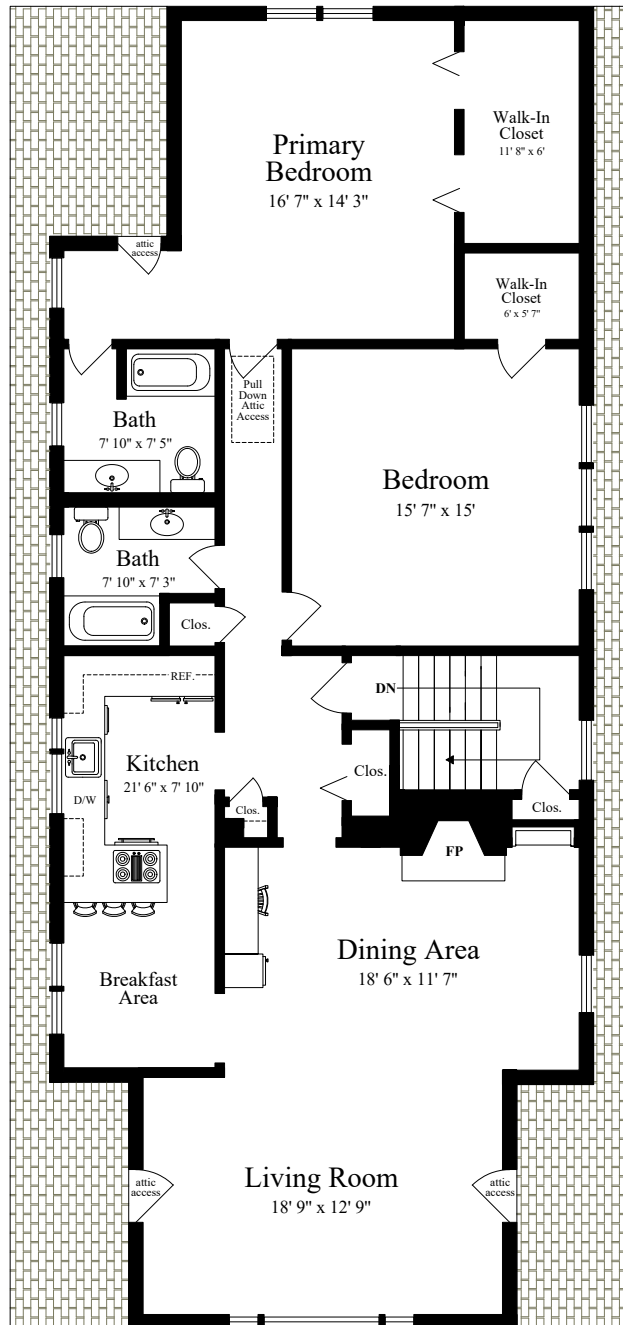 Primary
Bedroom
16' 7" x 14' 3"
Walk-In
Closet
11' 8" x 6'
attic
access
Walk-In
Closet
6' x 5' 7"
Pull
Down
Attic
Access
Bath
7' 10" x 7' 5"
Bedroom
15' 7" x 15'
Bath
7' 10" x 7' 3"
Clos.
REF.
DN
Kitchen
21' 6" x 7' 10"
Clos.
D/W
Clos.
Clos.
FP
Dining Area
18' 6" x 11' 7"
Breakfast
Area
Living Room
18' 9" x 12' 9"
attic
access
attic
access